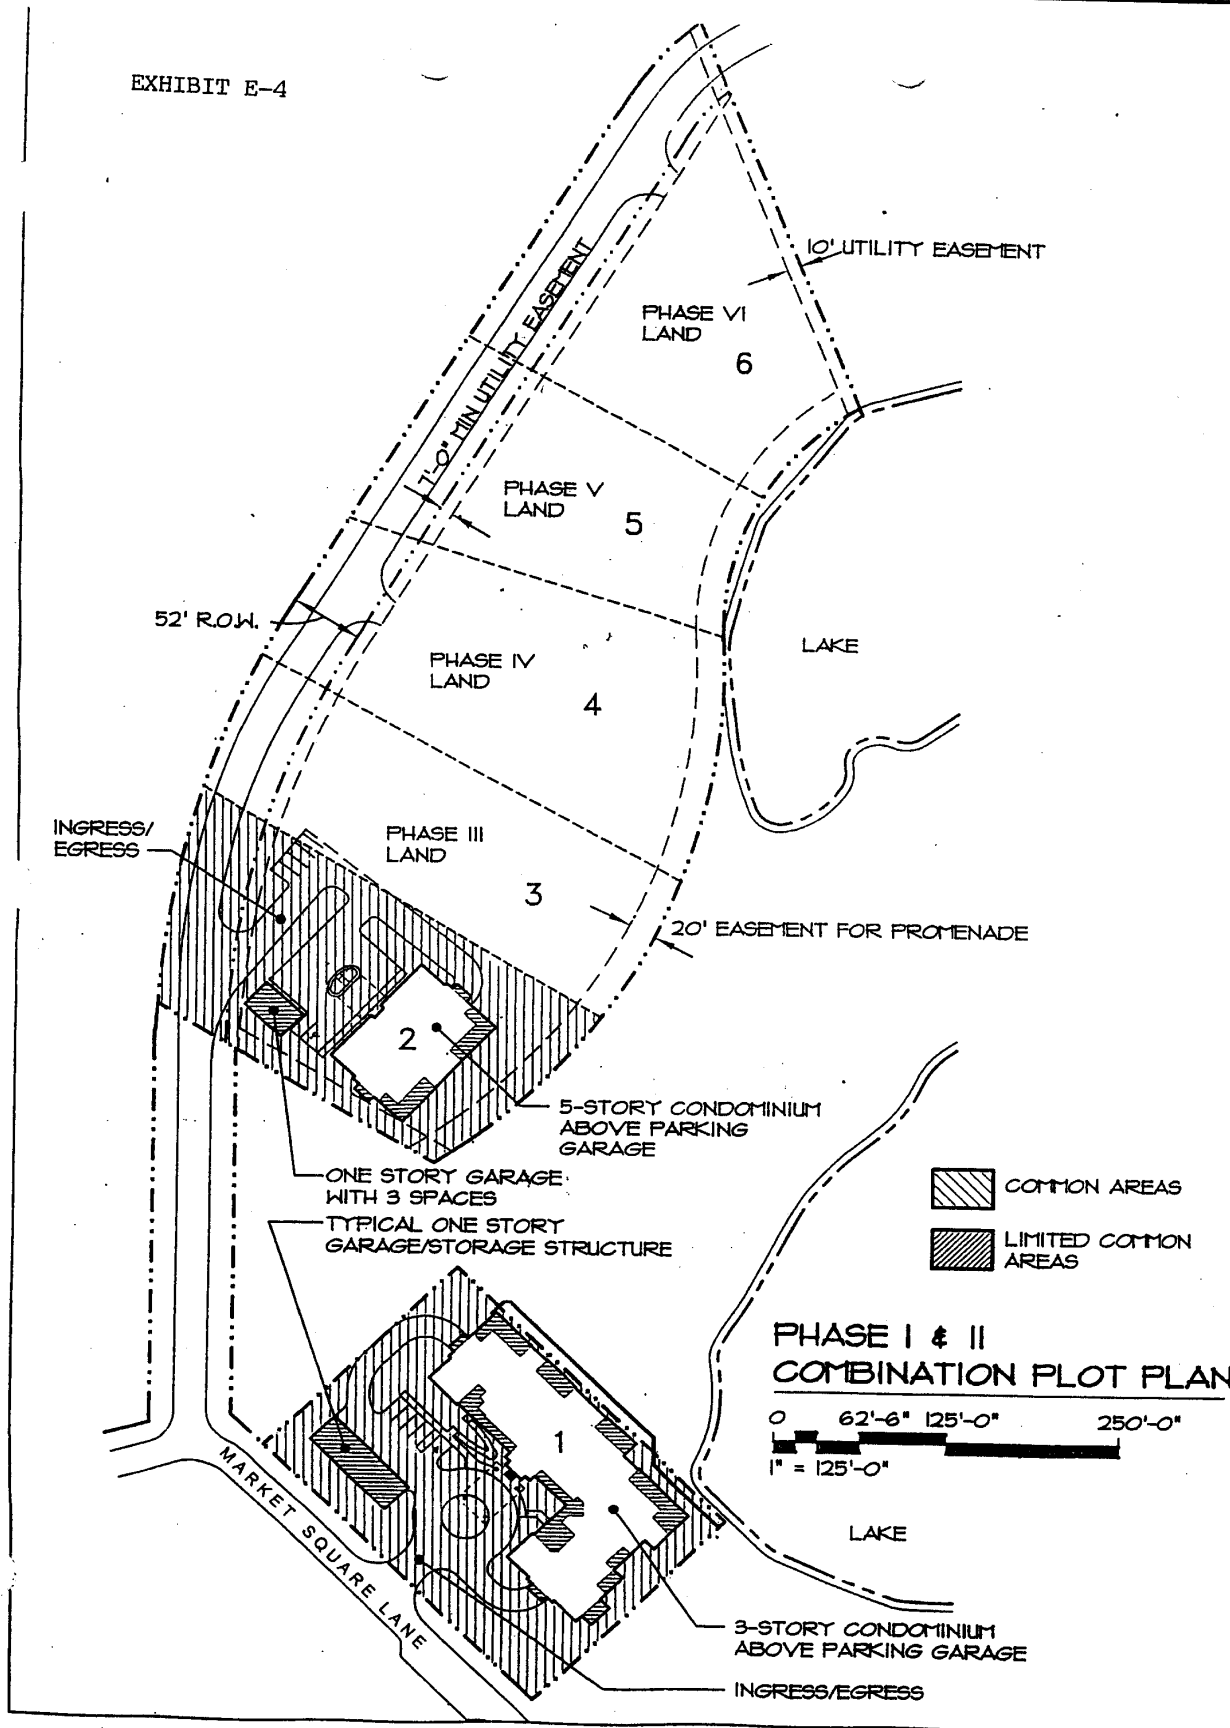 EXHIBIT E-4
10' UTILITY EASEMENT
PHASE VI
LAND
6
7'-0" MIN UTILITY EASEMENT
PHASE V
LAND
5
52' R.O.W.
PHASE IV
LAND
4
LAKE
INGRESS/
EGRESS
PHASE III
LAND
3
20' EASEMENT FOR PROMENADE
2
5-STORY CONDOMINIUM
ABOVE PARKING
GARAGE
ONE STORY GARAGE
WITH 3 SPACES
TYPICAL ONE STORY
GARAGE/STORAGE STRUCTURE
COMMON AREAS
LIMITED COMMON
AREAS
PHASE I & II
COMBINATION PLOT PLAN
0 62'-6" 125'-0" 250'-0"
1" = 125'-0"
1
MARKET SQUARE LANE
LAKE
3-STORY CONDOMINIUM
ABOVE PARKING GARAGE
INGRESS/EGRESS